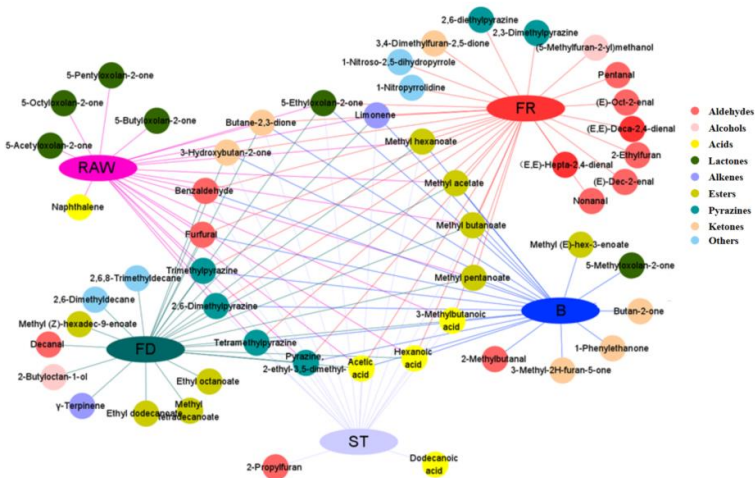 2,6-diethylpyrazine
2,3-Dimethylpyrazine
3,4-Dimethylfuran-2,5-dione
(5-Methylfuran-2-yl)methanol
1-Nitroso-2,5-dihydropyrrole
Pentanal
5-Pentyloxolan-2-one
1-Nitropyrrolidine
FR
(E)-Oct-2-enal
5-Octyloxolan-2-one
5-Ethyloxolan-2-one
Butane-2,3-dione
Limonene
5-Butyloxolan-2-one
(E,E)-Deca-2,4-dienal
5-Acetyloxolan-2-one
Methyl hexanoate
3-Hydroxybutan-2-one
2-Ethylfuran
(E,E)-Hepta-2,4-dienal
RAW
(E)-Dec-2-enal
Methyl acetate
Benzaldehyde
Nonanal
Naphthalene
Methyl butanoate
Furfural
Methyl (E)-hex-3-enoate
5-Methyloxolan-2-one
Trimethylpyrazine
Methyl pentanoate
2,6,8-Trimethyldecane
2,6-Dimethyldecane
2,6-Dimethylpyrazine
B
Butan-2-one
3-Methylbutanoic
acid
Methyl (Z)-hexadec-9-enoate
Decanal
FD
Tetramethylpyrazine
1-Phenylethanone
Pyrazine,
2-ethyl-3,5-dimethyl-
Acetic
acid
Hexanoic
acid
2-Methylbutanal
3-Methyl-2H-furan-5-one
2-Butyloctan-1-ol
Ethyl octanoate
γ-Terpinene
Ethyl dodecanoate
Methyl
tetradecanoate
ST
2-Propylfuran
Dodecanoic
acid
Aldehydes
Alcohols
Acids
Lactones
Alkenes
Esters
Pyrazines
Ketones
Others